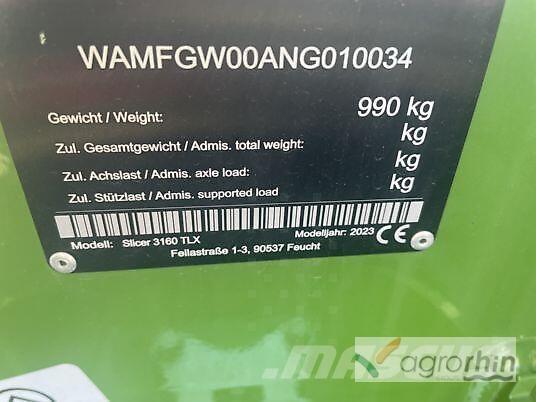 WAMFGW00ANG010034
Gewicht / Weight: 990 kg
Zul. Gesamtgewicht / Admis. total weight: kg
Zul. Achslast / Admis. axle load: kg
Zul. Stützlast / Admis. supported load kg
Modell: Slicer 3160 TLX Modelljahr: 2023 CE
Fellastraße 1-3, 90537 Feucht
agrorhin